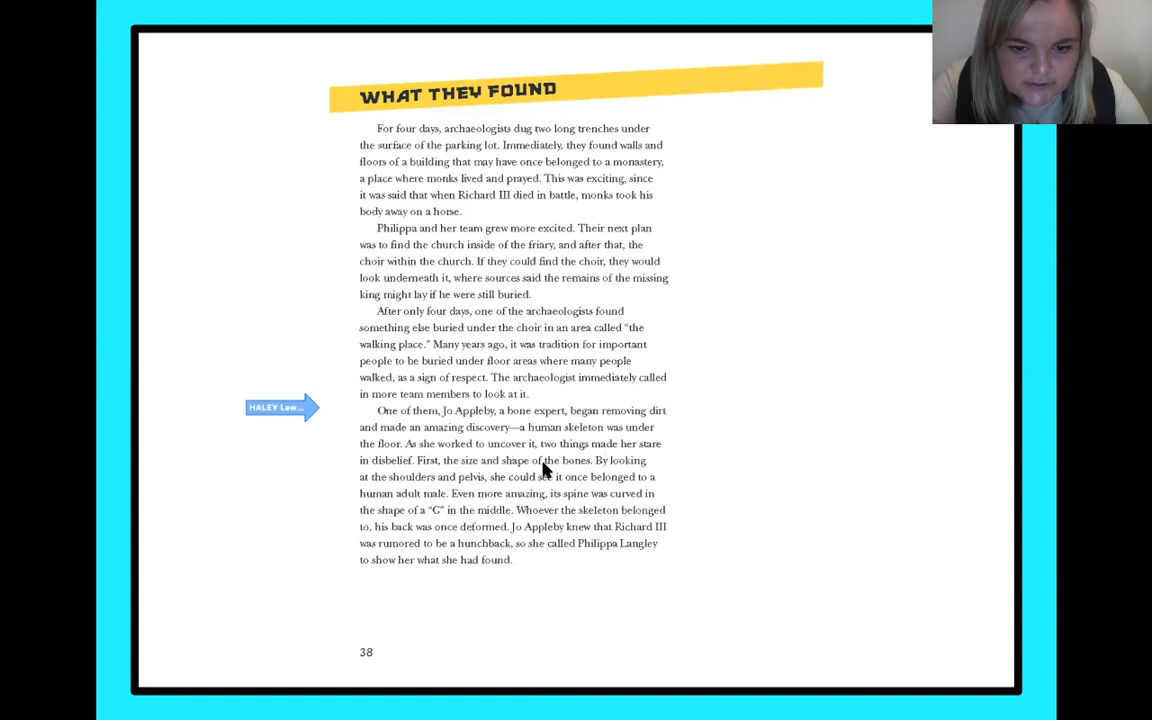 WHAT THEY FOUND
For four days, archaeologists dug two long trenches under
the surface of the parking lot. Immediately, they found walls and
floors of a building that may have once belonged to a monastery,
a place where monks lived and prayed. This was exciting, since
it was said that when Richard III died in battle, monks took his
body away on a horse.
Philippa and her team grew more excited. Their next plan
was to find the church inside of the friary, and after that, the
choir within the church. If they could find the choir, they would
look underneath it, where sources said the remains of the missing
king might lay if he were still buried.
After only four days, one of the archaeologists found
something else buried under the choir in an area called “the
walking place.” Many years ago, it was tradition for important
people to be buried under floor areas where many people
walked, as a sign of respect. The archaeologist immediately called
in more team members to look at it.
HALEY Law...
One of them, Jo Appleby, a bone expert, began removing dirt
and made an amazing discovery—a human skeleton was under
the floor. As she worked to uncover it, two things made her stare
in disbelief. First, the size and shape of the bones. By looking
at the shoulders and pelvis, she could see it once belonged to a
human adult male. Even more amazing, its spine was curved in
the shape of a “C” in the middle. Whoever the skeleton belonged
to, his back was once deformed. Jo Appleby knew that Richard III
was rumored to be a hunchback, so she called Philippa Langley
to show her what she had found.
38